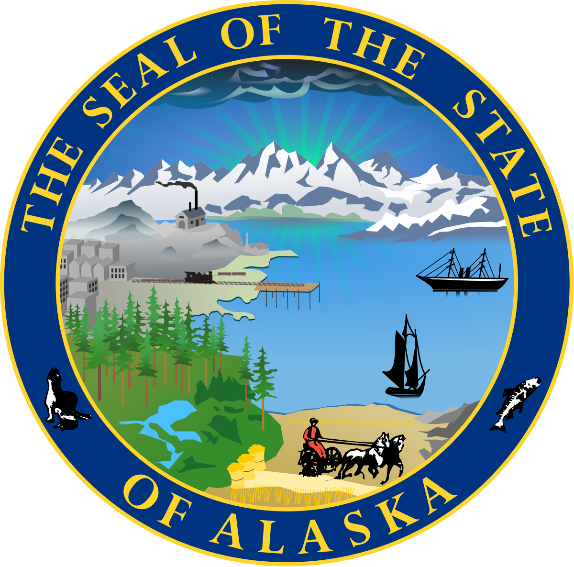 THE SEAL OF THE STATE
OF ALASKA